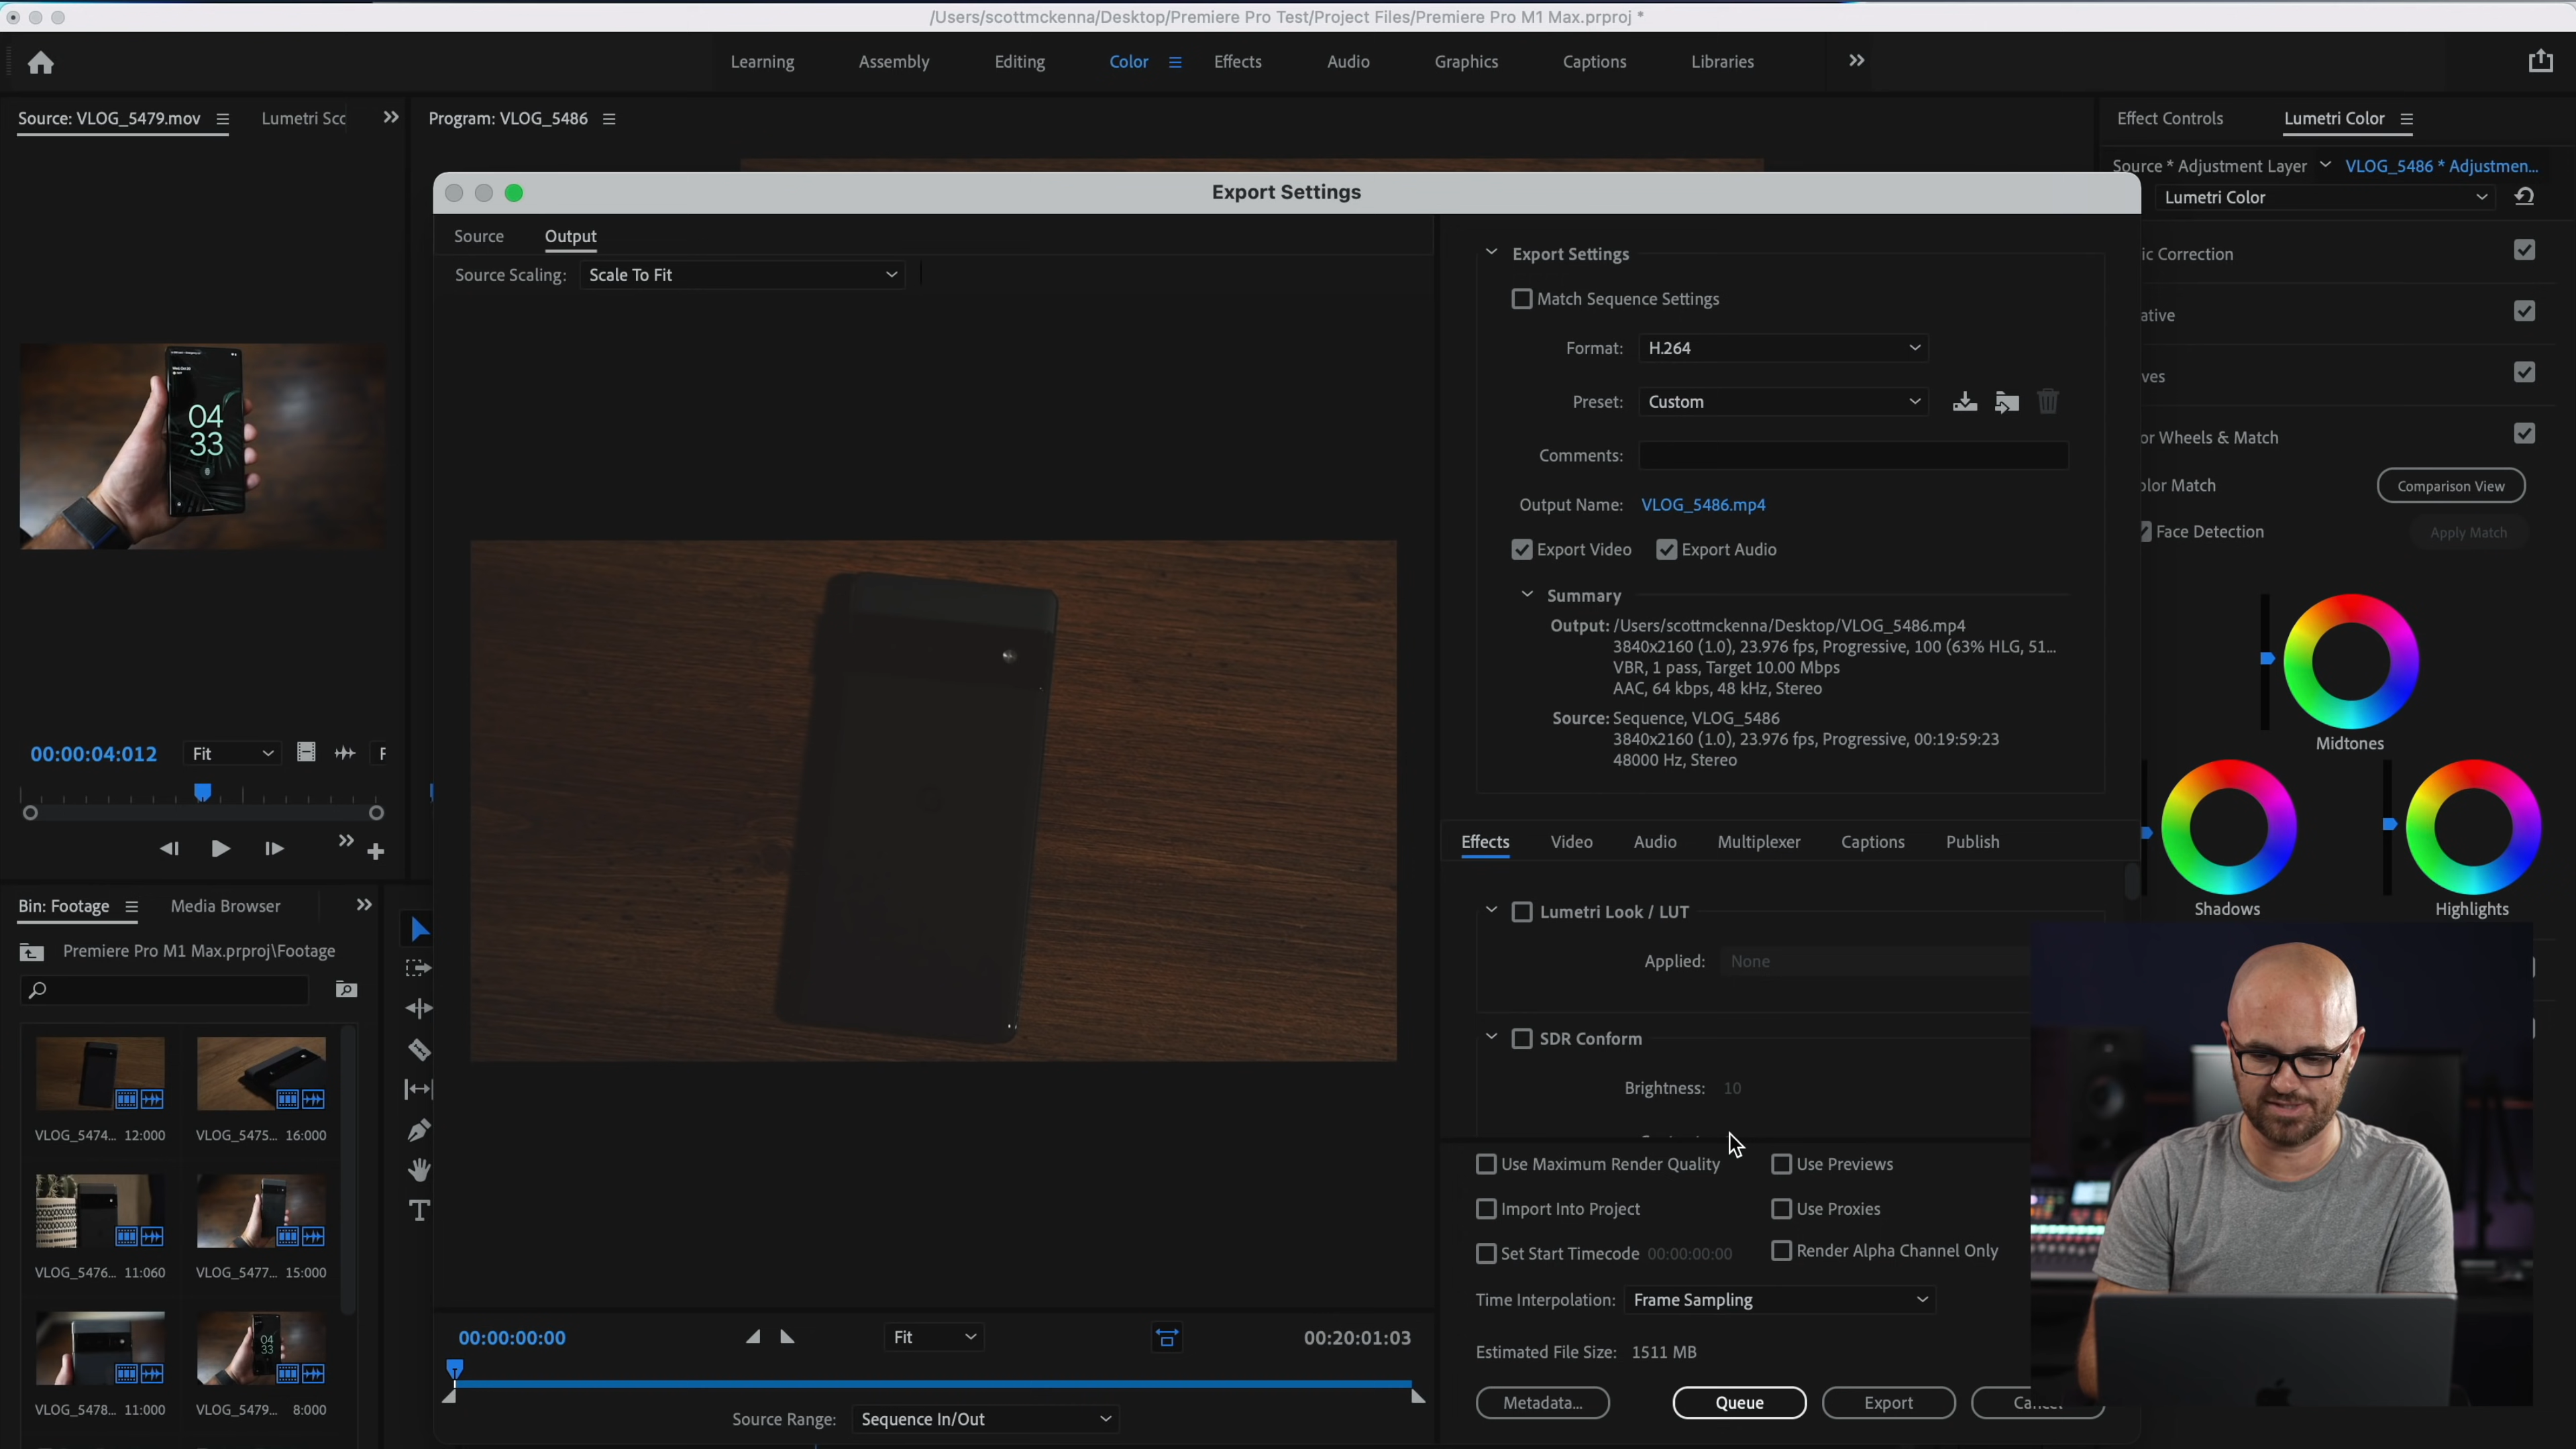 /Users/scottmckenna/Desktop/Premiere Pro Test/Project Files/Premiere Pro M1 Max.prproj *
Learning Assembly Editing Color Effects Audio Graphics Captions Libraries
Source: VLOG_5479.mov Lumetri Sco
Program: VLOG_5486
Effect Controls Lumetri Color
Source * Adjustment Layer VLOG_5486 * Adjustmen...
Lumetri Color
ic Correction
ative
ves
or Wheels & Match
olor Match Comparison View
Face Detection Apply Match
Midtones
Shadows Highlights
04
33
00:00:04:012 Fit F
Bin: Footage Media Browser
Premiere Pro M1 Max.prproj\Footage
VLOG_5474... 12:000 VLOG_5475... 16:000
VLOG_5476... 11:060 VLOG_5477... 15:000
VLOG_5478... 11:000 VLOG_5479... 8:000
Export Settings
Source Output
Source Scaling: Scale To Fit
00:00:00:00 Fit 00:20:01:03
Source Range: Sequence In/Out
Export Settings
Match Sequence Settings
Format: H.264
Preset: Custom
Comments:
Output Name: VLOG_5486.mp4
Export Video Export Audio
Summary
Output: /Users/scottmckenna/Desktop/VLOG_5486.mp4
3840x2160 (1.0), 23.976 fps, Progressive, 100 (63% HLG, 51...
VBR, 1 pass, Target 10.00 Mbps
AAC, 64 kbps, 48 kHz, Stereo
Source: Sequence, VLOG_5486
3840x2160 (1.0), 23.976 fps, Progressive, 00:19:59:23
48000 Hz, Stereo
Effects Video Audio Multiplexer Captions Publish
Lumetri Look / LUT
Applied: None
SDR Conform
Brightness: 10
Use Maximum Render Quality Use Previews
Import Into Project Use Proxies
Set Start Timecode 00:00:00:00 Render Alpha Channel Only
Time Interpolation: Frame Sampling
Estimated File Size: 1511 MB
Metadata... Queue Export Cancel